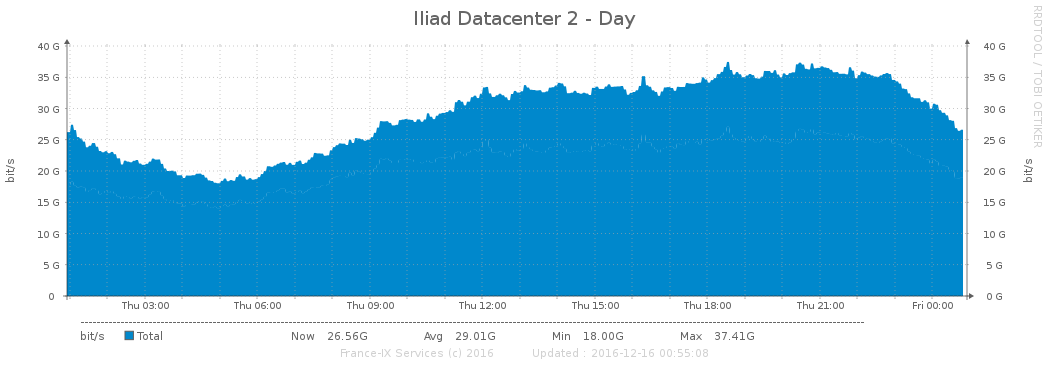 Iliad Datacenter 2 - Day
RRDTOOL / TOBI OETIKER
40 G 40 G
35 G 35 G
30 G 30 G
25 G 25 G
20 G 20 G
15 G 15 G
10 G 10 G
5 G 5 G
0 0 G
bit/s bit/s
Thu 03:00 Thu 06:00 Thu 09:00 Thu 12:00 Thu 15:00 Thu 18:00 Thu 21:00 Fri 00:00
bit/s Total Now 26.56G Avg 29.01G Min 18.00G Max 37.41G
France-IX Services (c) 2016 Updated : 2016-12-16 00:55:08